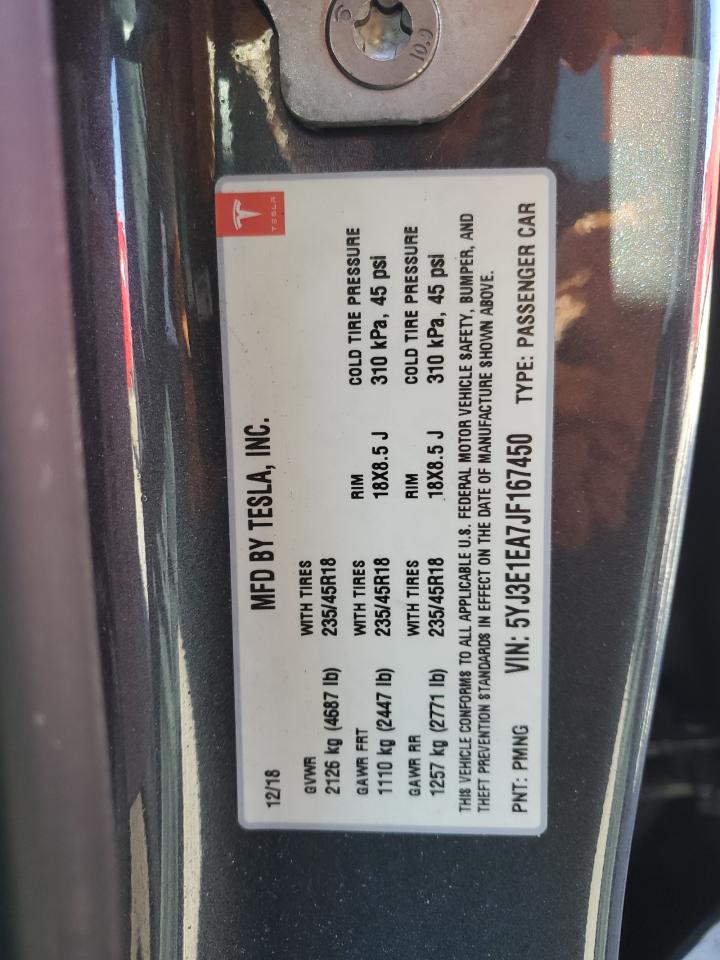 10.9
TESLA
MFD BY TESLA, INC.
12/18
GVWR WITH TIRES
2126 kg (4687 lb) 235/45R18
GAWR FRT WITH TIRES RIM COLD TIRE PRESSURE
1110 kg (2447 lb) 235/45R18 18X8.5 J 310 kPa, 45 psi
GAWR RR WITH TIRES RIM COLD TIRE PRESSURE
1257 kg (2771 lb) 235/45R18 18X8.5 J 310 kPa, 45 psi
THIS VEHICLE CONFORMS TO ALL APPLICABLE U.S. FEDERAL MOTOR VEHICLE SAFETY, BUMPER, AND
THEFT PREVENTION STANDARDS IN EFFECT ON THE DATE OF MANUFACTURE SHOWN ABOVE.
PNT: PMNG VIN: 5YJ3E1EA7JF167450 TYPE: PASSENGER CAR